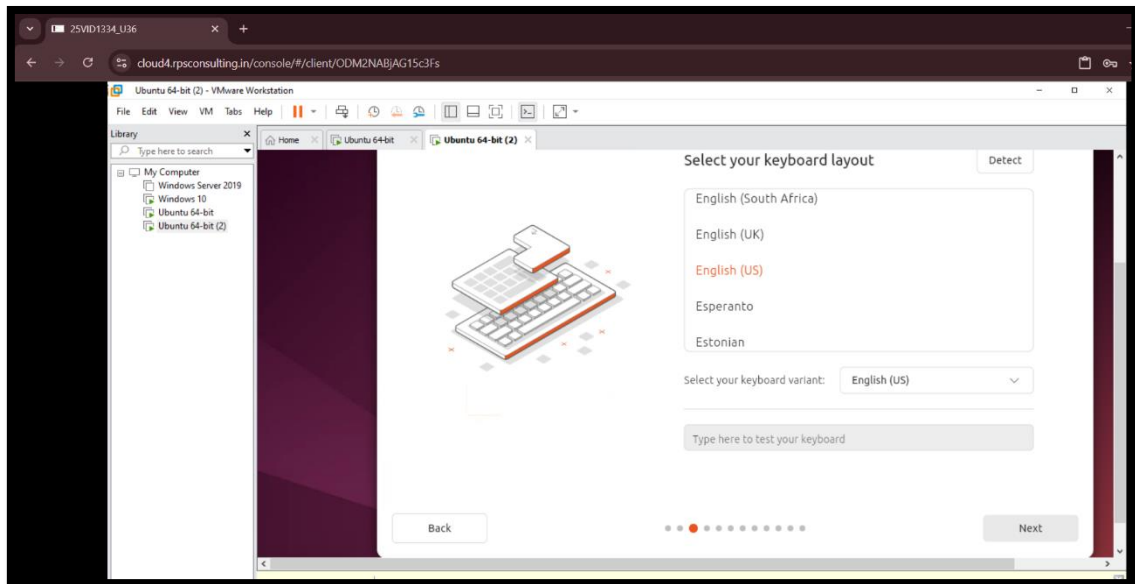 25VID1334_U36
cloud4.rpsconsulting.in/console/#/client/ODM2NABjAG15c3Fs
Ubuntu 64-bit (2) - VMware Workstation
File Edit View VM Tabs Help
Library
Type here to search
Home
Ubuntu 64-bit
Ubuntu 64-bit (2)
My Computer
Windows Server 2019
Windows 10
Ubuntu 64-bit
Ubuntu 64-bit (2)
Select your keyboard layout
Detect
English (South Africa)
English (UK)
English (US)
Esperanto
Estonian
Select your keyboard variant: English (US)
Type here to test your keyboard
Back
Next